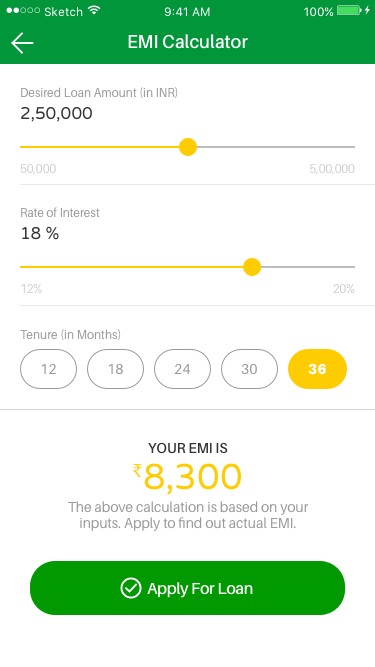 Sketch 9:41 AM 100%
EMI Calculator
Desired Loan Amount (in INR)
2,50,000
50,000 5,00,000
Rate of Interest
18 %
12% 20%
Tenure (in Months)
12 18 24 30 36
YOUR EMI IS
₹8,300
The above calculation is based on your
inputs. Apply to find out actual EMI.
Apply For Loan